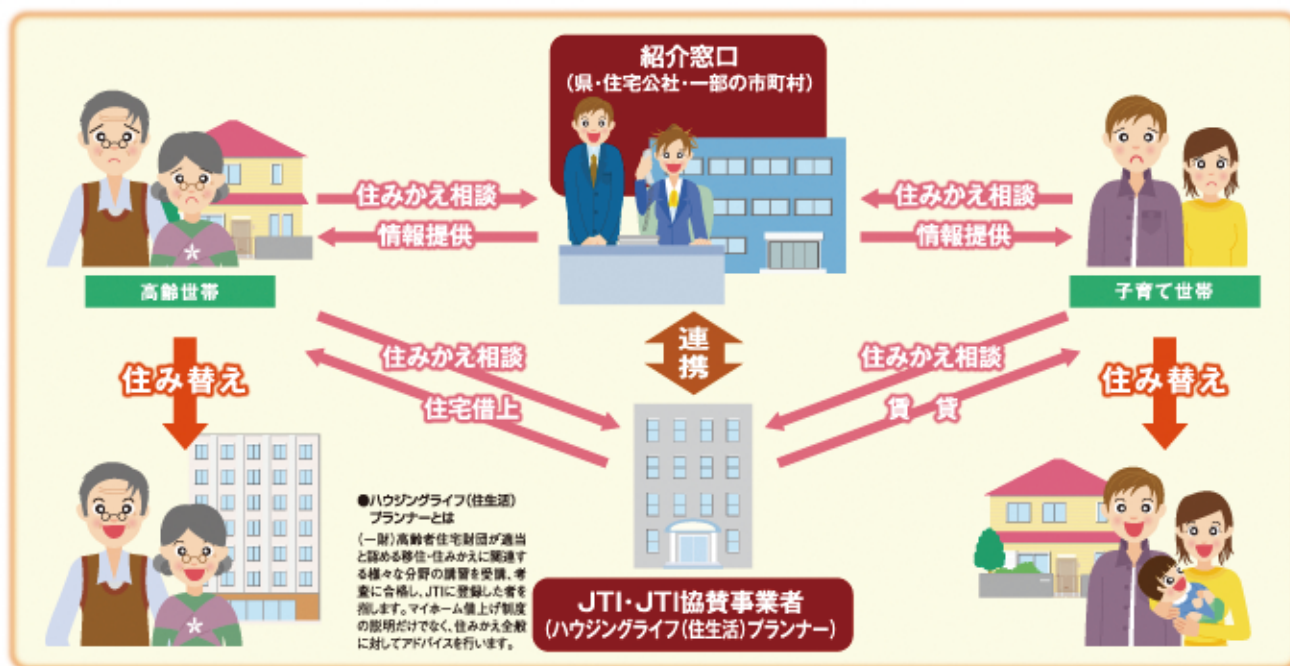 紹介窓口
(県・住宅公社・一部の市町村)
住みかえ相談
情報提供
住みかえ相談
情報提供
高齢世帯
子育て世帯
連携
住みかえ相談
住宅借上
住みかえ相談
賃 貸
住み替え
住み替え
●ハウジングライフ(住生活)
プランナーとは
(一財)高齢者住宅財団が適当
と認める移住・住みかえに関連す
る様々な分野の講習を受講、考
査に合格し、JTIに登録した者を
指します。マイホーム借上げ制度
の説明だけでなく、住みかえ全般
に対してアドバイスを行います。
JTI・JTI協賛事業者
(ハウジングライフ(住生活)プランナー)